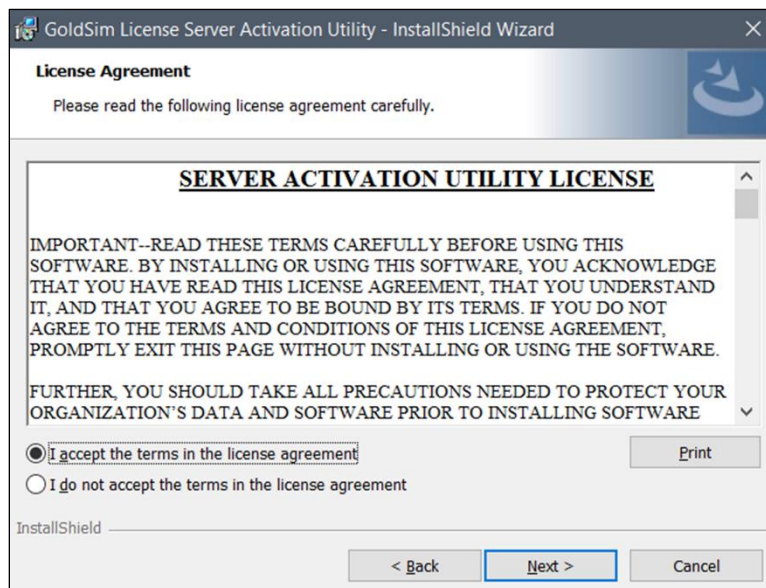 GoldSim License Server Activation Utility - InstallShield Wizard
License Agreement
Please read the following license agreement carefully.
SERVER ACTIVATION UTILITY LICENSE
IMPORTANT--READ THESE TERMS CAREFULLY BEFORE USING THIS
SOFTWARE. BY INSTALLING OR USING THIS SOFTWARE, YOU ACKNOWLEDGE
THAT YOU HAVE READ THIS LICENSE AGREEMENT, THAT YOU UNDERSTAND
IT, AND THAT YOU AGREE TO BE BOUND BY ITS TERMS. IF YOU DO NOT
AGREE TO THE TERMS AND CONDITIONS OF THIS LICENSE AGREEMENT,
PROMPTLY EXIT THIS PAGE WITHOUT INSTALLING OR USING THE SOFTWARE.
FURTHER, YOU SHOULD TAKE ALL PRECAUTIONS NEEDED TO PROTECT YOUR
ORGANIZATION'S DATA AND SOFTWARE PRIOR TO INSTALLING SOFTWARE
I accept the terms in the license agreement
Print
I do not accept the terms in the license agreement
InstallShield
< Back
Next >
Cancel